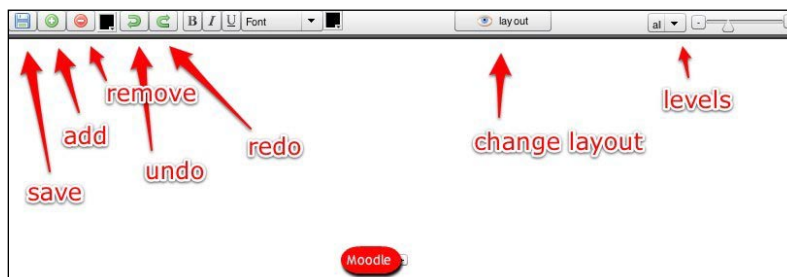 B I U Font layout al -
remove
levels
add
redo
change layout
undo
save
Moodle